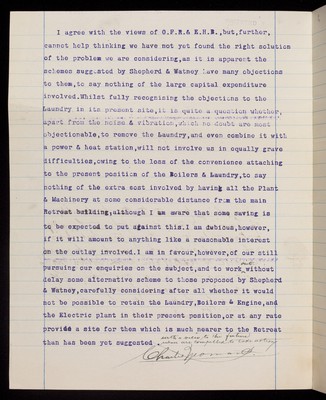 I agree with the views of O.F.R.& E.H.B.,but,further,
cannot help thinking we have not yet found the right solution
of the problem we are considering,as it is apparent the
schemes suggested by Shepherd & Watney have many objections
to them,to say nothing of the large capital expenditure
involved.Whilst fully recognising the objections to the
Laundry in its present site,it is quite a question whether,
apart from the noise & vibration,which no doubt are most
objectionable,to remove the Laundry,and even combine it with
a power & heat station,will not involve us in equally grave
difficulties,owing to the loss of the convenience attaching
to the present position of the Boilers & Laundry,to say
nothing of the extra cost involved by having all the Plant
& Machinery at some considerable distance from the main
Retreat building;although I am aware that some saving is
to be expected to put against this.I am dubious,however,
if it will amount to anything like a reasonable interest
on the outlay involved.I am in favour,however,of our still
pursuing our enquiries on the subject,and to work out without
delay some alternative scheme to those proposed by Shepherd
& Watney,carefully considering after all whether it would
not be possible to retain the Laundry,Boilers & Engine,and
the Electric plant in their present position,or at any rate
provide a site for them which is much nearer to the Retreat
than has been yet suggested with a view to the future
when are compelled to take